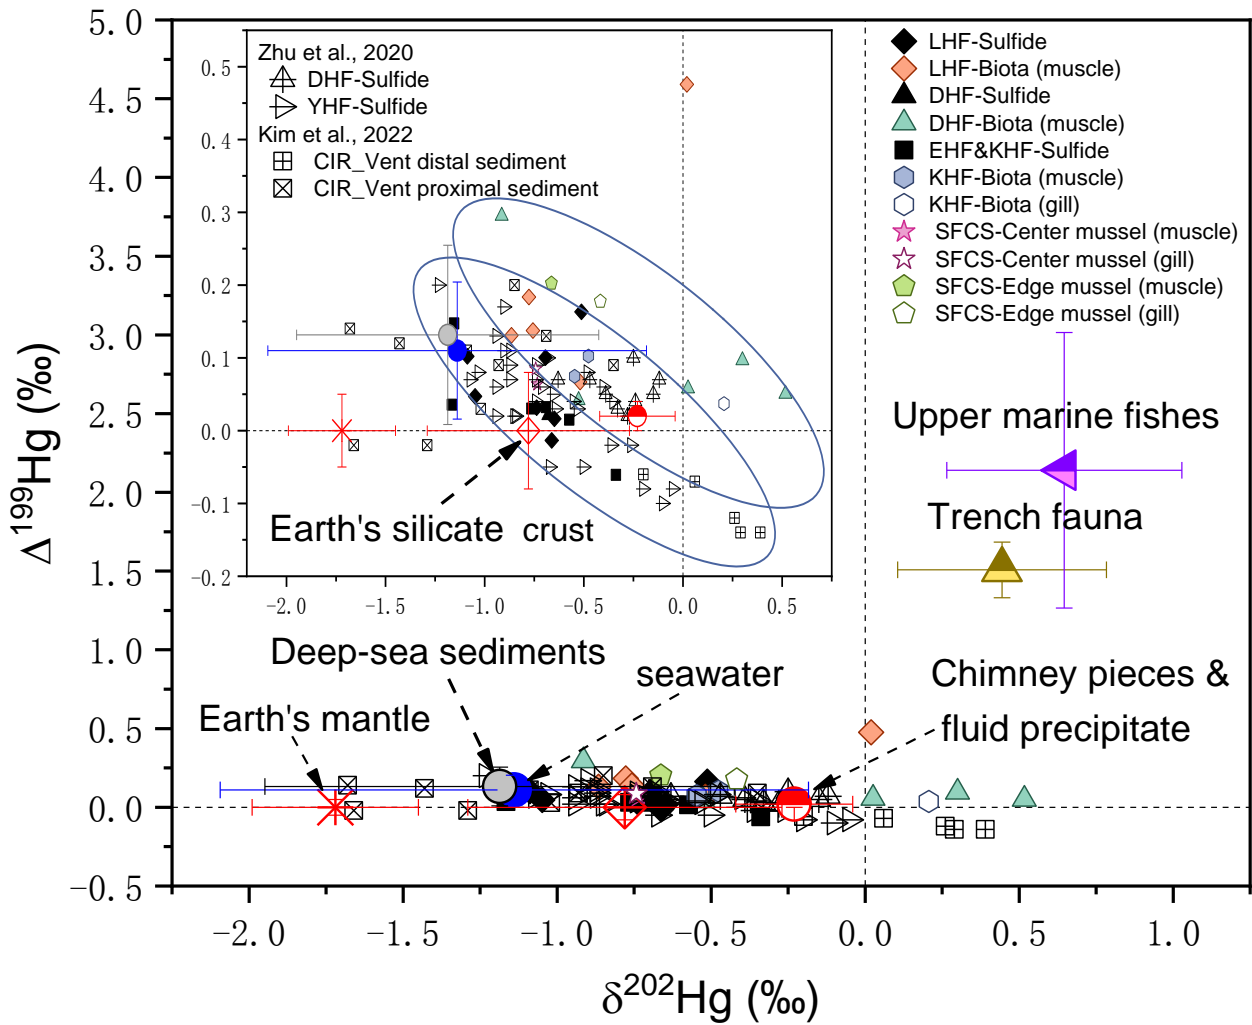 5.0
4.5
4.0
3.5
3.0
2.5
2.0
1.5
1.0
0.5
0.0
−0.5
Δ¹⁹⁹Hg (‰)
Zhu et al., 2020
DHF-Sulfide
YHF-Sulfide
Kim et al., 2022
CIR_Vent distal sediment
CIR_Vent proximal sediment
0.5
0.4
0.3
0.2
0.1
0.0
-0.1
-0.2
Earth's silicate crust
-2.0 -1.5 -1.0 -0.5 0.0 0.5
LHF-Sulfide
LHF-Biota (muscle)
DHF-Sulfide
DHF-Biota (muscle)
EHF&KHF-Sulfide
KHF-Biota (muscle)
KHF-Biota (gill)
SFCS-Center mussel (muscle)
SFCS-Center mussel (gill)
SFCS-Edge mussel (muscle)
SFCS-Edge mussel (gill)
Upper marine fishes
Trench fauna
Deep-sea sediments
seawater
Earth's mantle
Chimney pieces &
fluid precipitate
−2.0 −1.5 −1.0 −0.5 0.0 0.5 1.0
δ²⁰²Hg (‰)